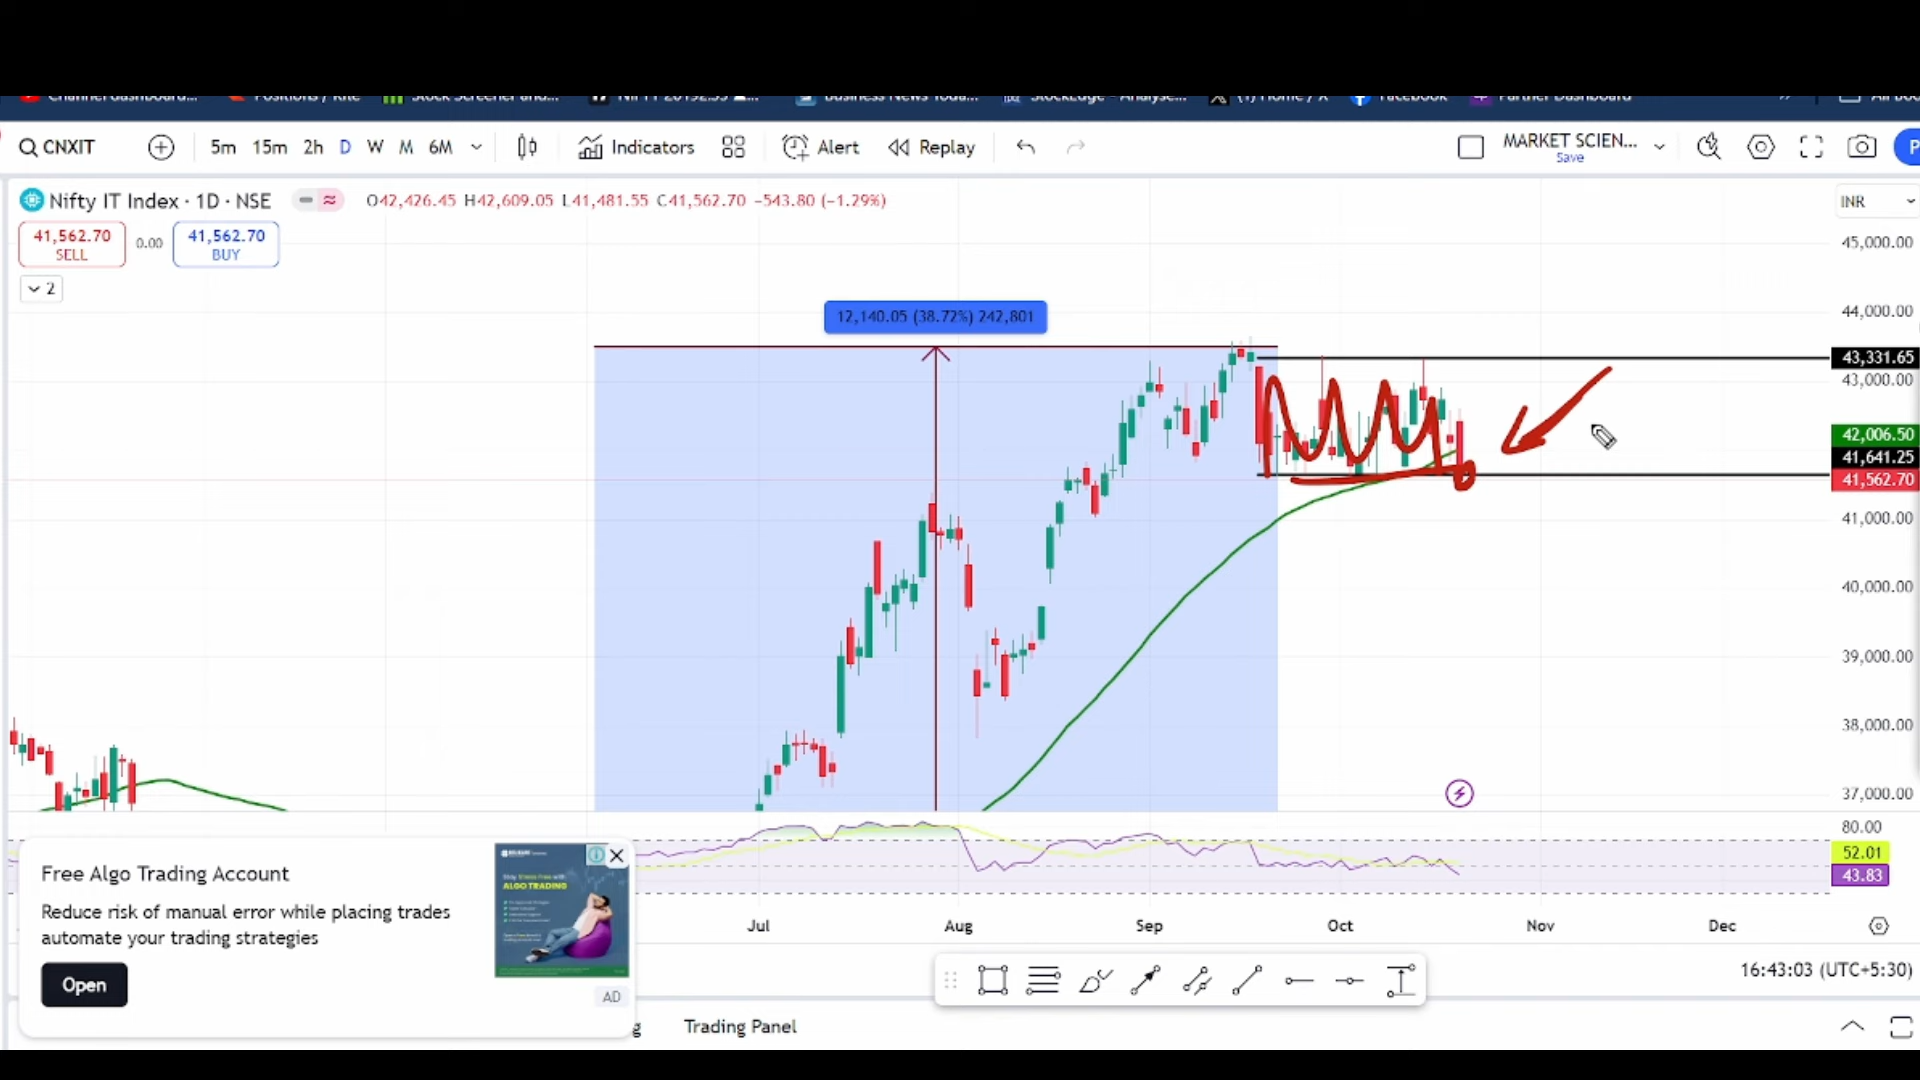 CNXIT
5m 15m 2h D W M 6M
Indicators
Alert
Replay
MARKET SCIEN...
Save
Nifty IT Index · 1D · NSE
O42,426.45 H42,609.05 L41,481.55 C41,562.70 −543.80 (−1.29%)
INR
41,562.70
SELL
0.00
41,562.70
BUY
2
12,140.05 (38.72%) 242,801
45,000.00
44,000.00
43,331.65
43,000.00
42,006.50
41,641.25
41,562.70
41,000.00
40,000.00
39,000.00
38,000.00
37,000.00
80.00
52.01
43.83
Jul Aug Sep Oct Nov Dec
Free Algo Trading Account
Reduce risk of manual error while placing trades
automate your trading strategies
Open
ALGO TRADING
AD
16:43:03 (UTC+5:30)
Trading Panel